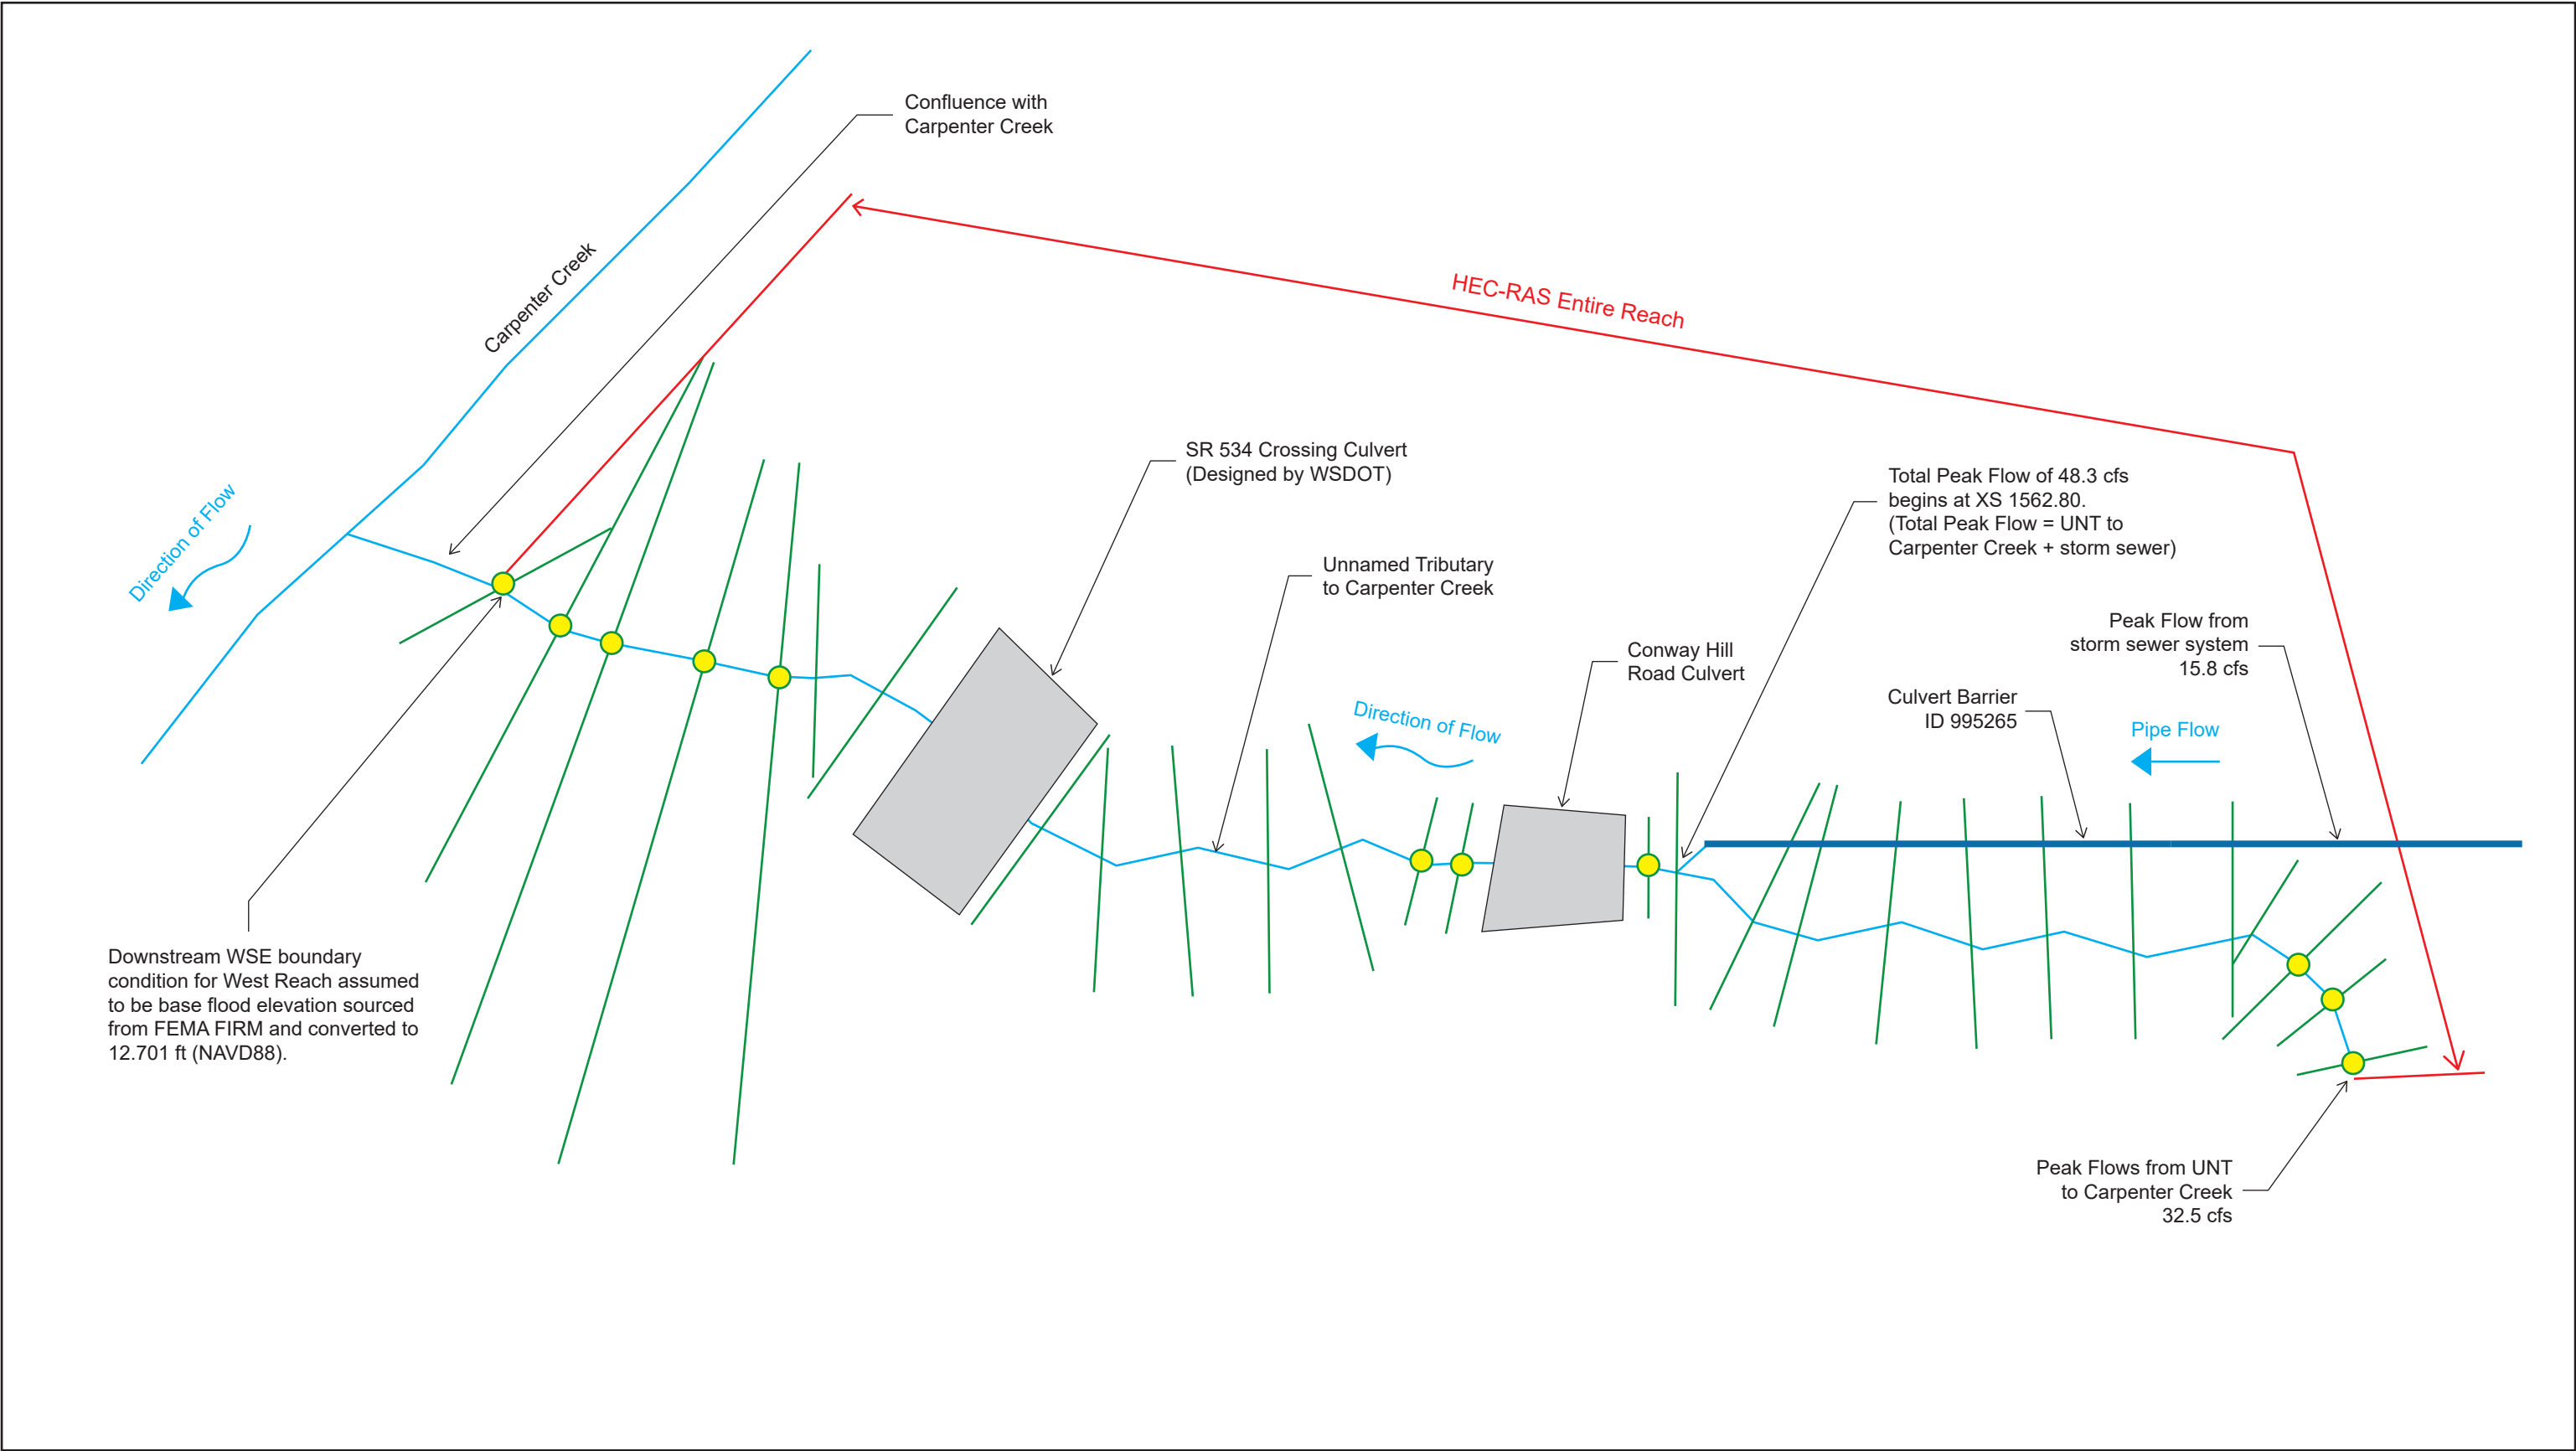 Confluence with
Carpenter Creek
Carpenter Creek
HEC-RAS Entire Reach
Direction of Flow
SR 534 Crossing Culvert
(Designed by WSDOT)
Total Peak Flow of 48.3 cfs
begins at XS 1562.80.
(Total Peak Flow = UNT to
Carpenter Creek + storm sewer)
Unnamed Tributary
to Carpenter Creek
Peak Flow from
storm sewer system
15.8 cfs
Conway Hill
Road Culvert
Culvert Barrier
ID 995265
Direction of Flow
Pipe Flow
Downstream WSE boundary
condition for West Reach assumed
to be base flood elevation sourced
from FEMA FIRM and converted to
12.701 ft (NAVD88).
Peak Flows from UNT
to Carpenter Creek
32.5 cfs